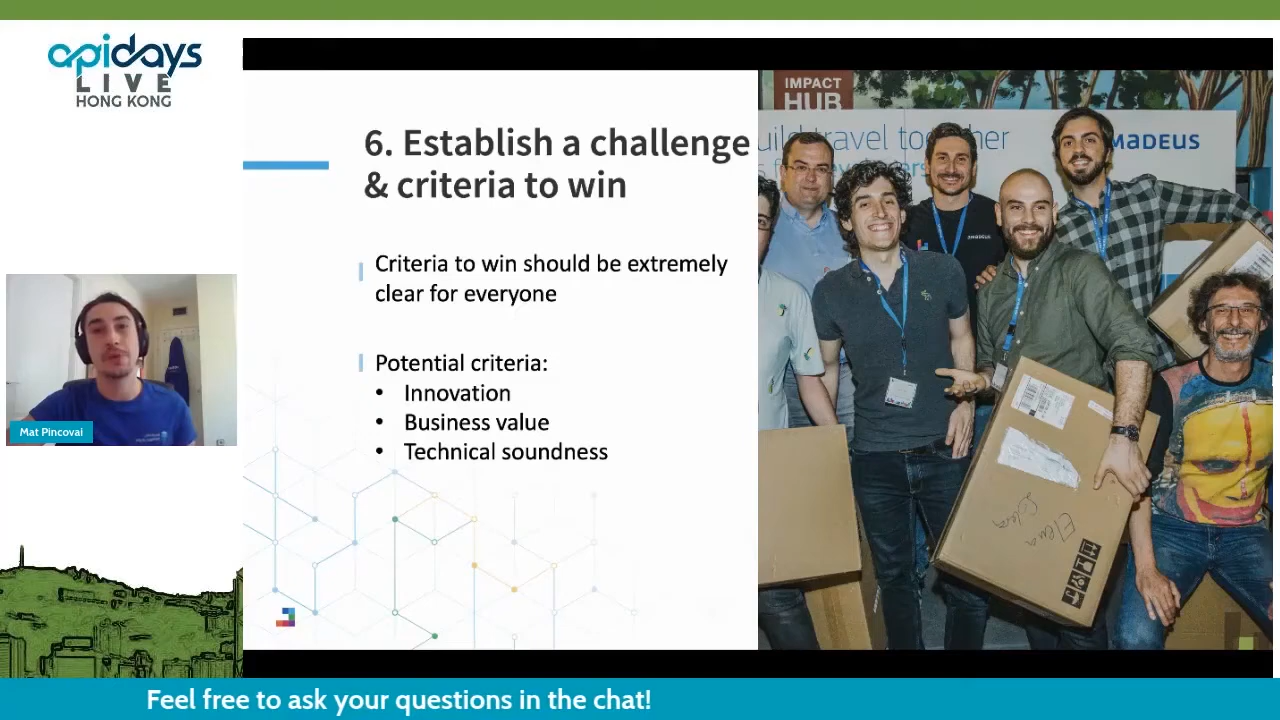 apidays
LIVE
HONG KONG
6. Establish a challenge
& criteria to win
Criteria to win should be extremely
clear for everyone
Potential criteria:
• Innovation
• Business value
• Technical soundness
IMPACT
HUB
uild travel together
AMADEUS
Elena
Mat Pincovai
Feel free to ask your questions in the chat!